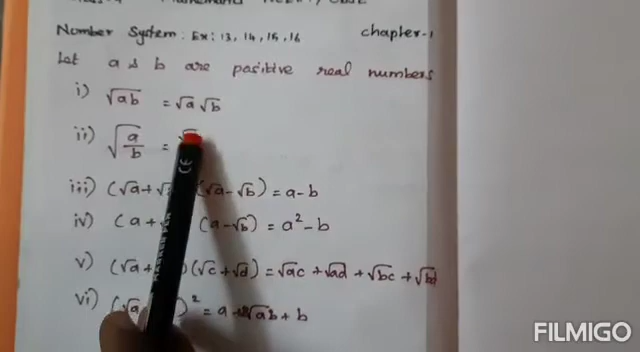 Number System: Ex: 13, 14, 15, 16 chapter-1
Let a & b are positive real numbers
i) √ab = √a √b
ii) √a/b =
iii) (√a+√ (√a-√b) = a-b
iv) (a+ (a-√b) = a²-b
v) (√a+ )(√c+√d) = √ac +√ad +√bc +√bd
vi) (√a )² = a+2√ab+b
FILMIGO